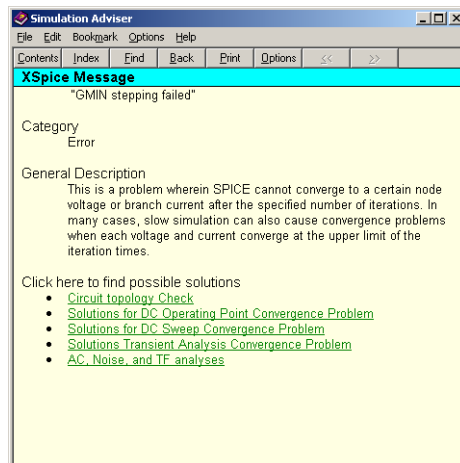 Simulation Adviser
File Edit Bookmark Options Help
Contents Index Find Back Print Options << >>
XSpice Message
"GMIN stepping failed"
Category
Error
General Description
This is a problem wherein SPICE cannot converge to a certain node
voltage or branch current after the specified number of iterations. In
many cases, slow simulation can also cause convergence problems
when each voltage and current converge at the upper limit of the
iteration times.
Click here to find possible solutions
• Circuit topology Check
• Solutions for DC Operating Point Convergence Problem
• Solutions for DC Sweep Convergence Problem
• Solutions Transient Analysis Convergence Problem
• AC, Noise, and TF analyses